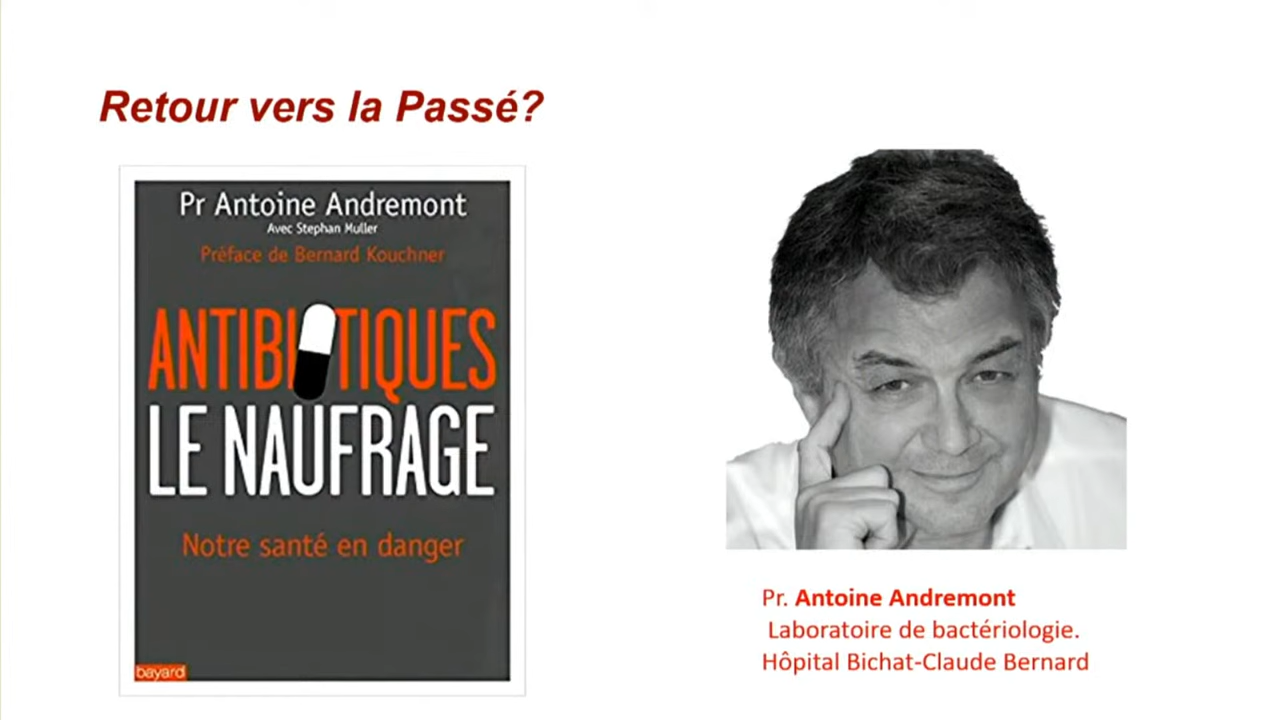 Retour vers la Passé?
Pr Antoine Andremont
Avec Stephan Muller
Préface de Bernard Kouchner
ANTIBIOTIQUES
LE NAUFRAGE
Notre santé en danger
bayard
Pr. Antoine Andremont
Laboratoire de bactériologie.
Hôpital Bichat-Claude Bernard